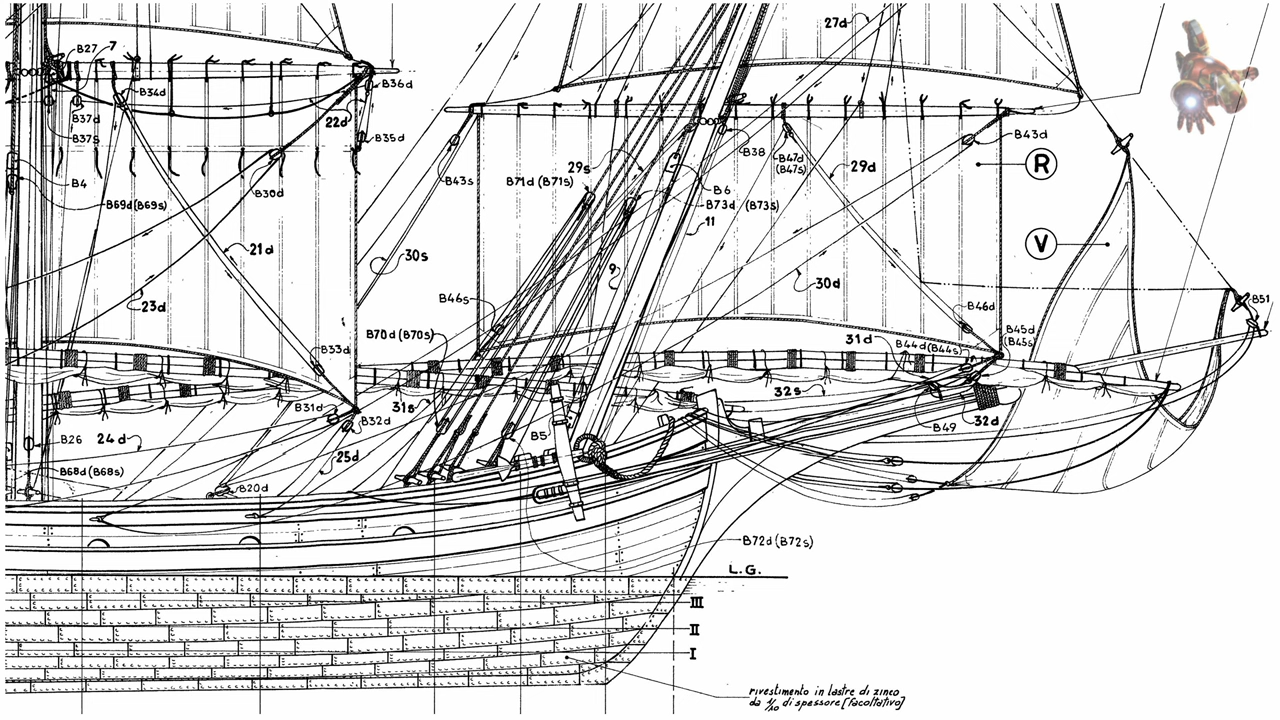 27d
B27
7
B34d
B36d
B37d
22d
B37s
B35d
B38
B43d
B47d
(B47s)
29s
29d
R
B43s
B71d (B71s)
B6
B4
B30d
B73d (B73s)
B69d (B69s)
11
21d
V
30s
9
30d
23d
B46s
B51
B46d
B70d (B70s)
B45d
(B45s)
31d
B44d (B44s)
B33d
32s
31s
B31d
B32d
32d
B49
B26
24d
B5
25d
B68d (B68s)
B20d
B72d (B72s)
L.G.
III
II
I
rivestimento in lastre di zinco
da 1/10 di spessore [facoltativo]